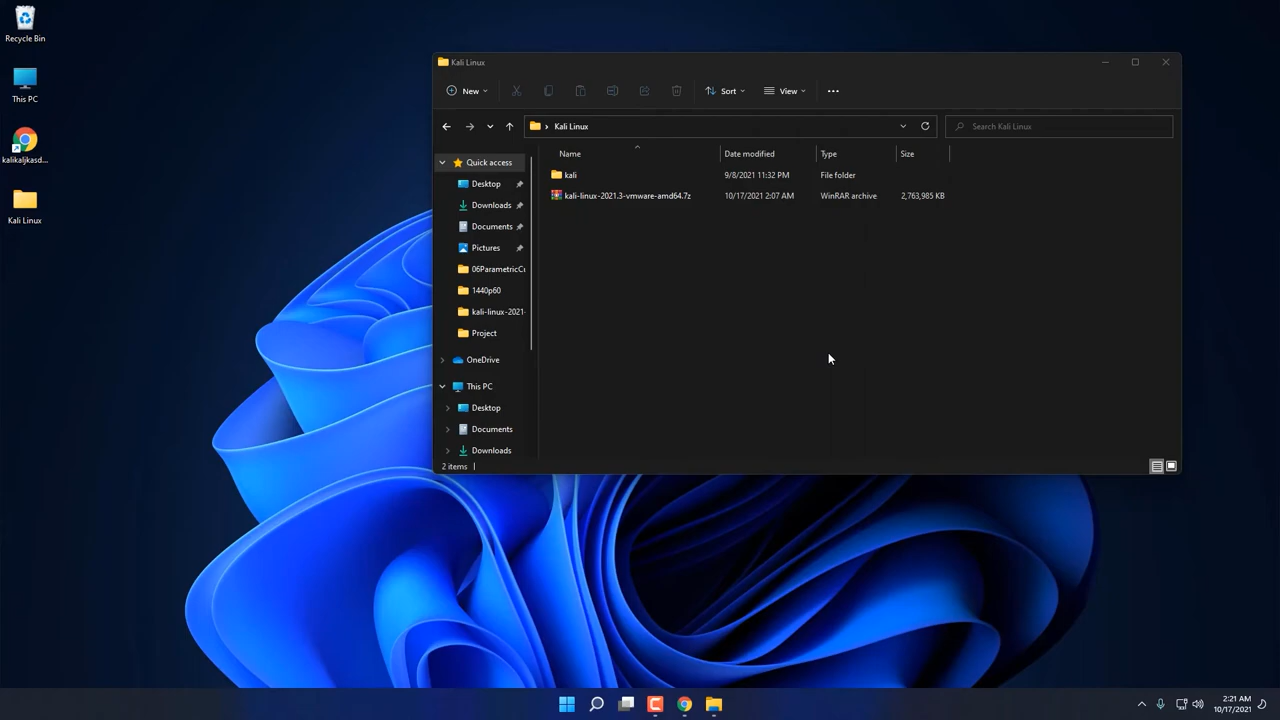 Recycle Bin
This PC
kalikaljkasd...
Kali Linux
Kali Linux
New
Sort
View
Kali Linux
Search Kali Linux
Name
Date modified
Type
Size
kali
9/8/2021 11:32 PM
File folder
kali-linux-2021.3-vmware-amd64.7z
10/17/2021 2:07 AM
WinRAR archive
2,763,985 KB
Quick access
Desktop
Downloads
Documents
Pictures
06ParametricCu
1440p60
kali-linux-2021-
Project
OneDrive
This PC
Desktop
Documents
Downloads
2 items
2:21 AM
10/17/2021